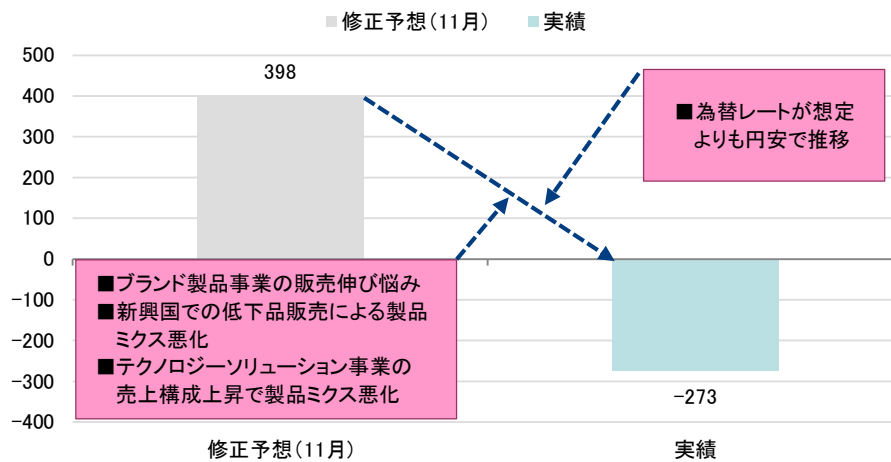 修正予想(11月) 実績
500
400
300
200
100
0
-100
-200
-300
-400
398
■為替レートが想定
よりも円安で推移
■ブランド製品事業の販売伸び悩み
■新興国での低下品販売による製品
ミクス悪化
■テクノロジーソリューション事業の
売上構成上昇で製品ミクス悪化
-273
修正予想(11月) 実績